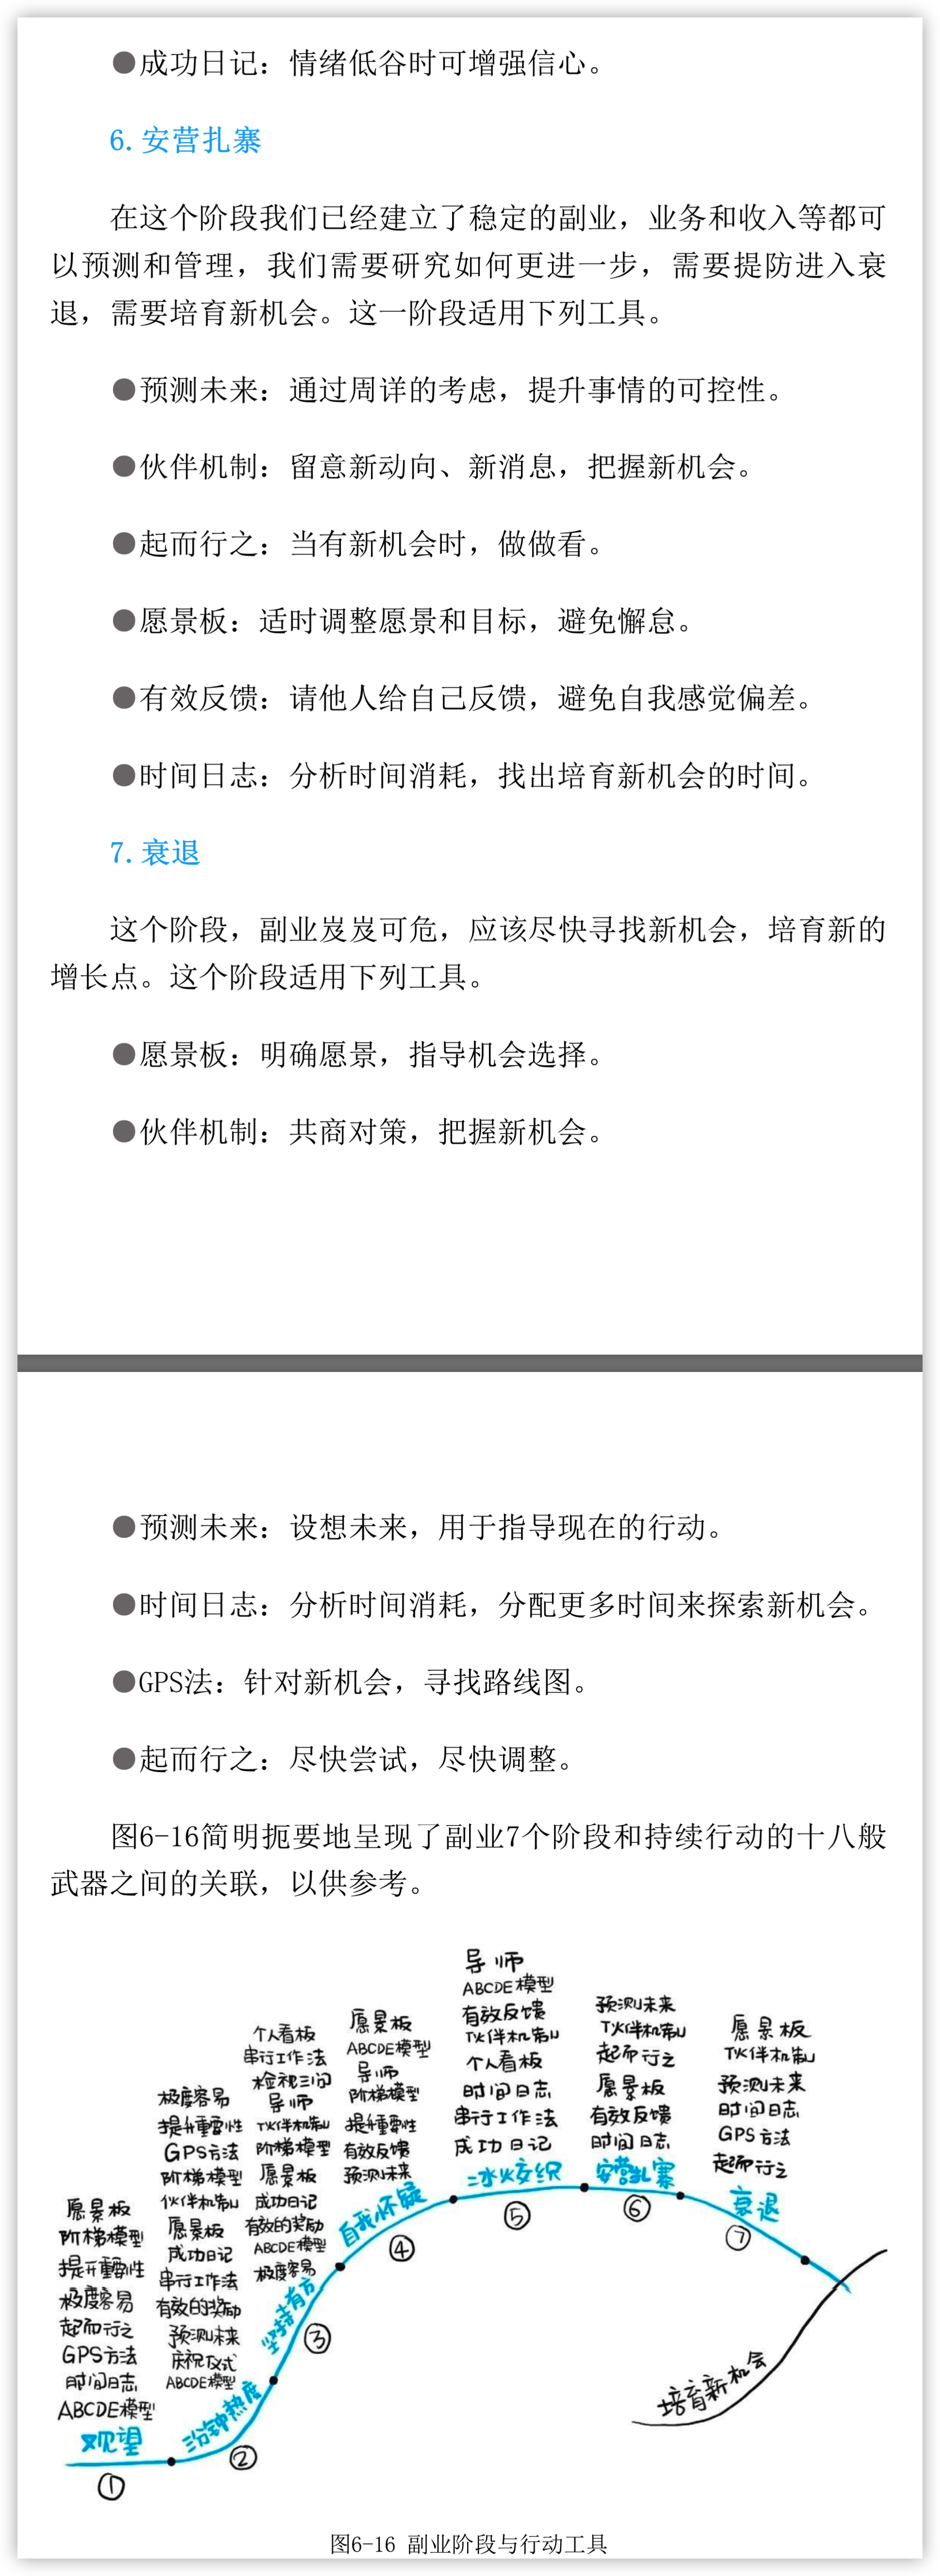 ●成功日记：情绪低谷时可增强信心。
6. 安营扎寨
在这个阶段我们已经建立了稳定的副业，业务和收入等都可
以预测和管理，我们需要研究如何更进一步，需要提防进入衰
退，需要培育新机会。这一阶段适用下列工具。
●预测未来：通过周详的考虑，提升事情的可控性。
●伙伴机制：留意新动向、新消息，把握新机会。
●起而行之：当有新机会时，做做看。
●愿景板：适时调整愿景和目标，避免懈怠。
●有效反馈：请他人给自己反馈，避免自我感觉偏差。
●时间日志：分析时间消耗，找出培育新机会的时间。
7. 衰退
这个阶段，副业岌岌可危，应该尽快寻找新机会，培育新的
增长点。这个阶段适用下列工具。
●愿景板：明确愿景，指导机会选择。
●伙伴机制：共商对策，把握新机会。
●预测未来：设想未来，用于指导现在的行动。
●时间日志：分析时间消耗，分配更多时间来探索新机会。
●GPS法：针对新机会，寻找路线图。
●起而行之：尽快尝试，尽快调整。
图6-16简明扼要地呈现了副业7个阶段和持续行动的十八般
武器之间的关联，以供参考。
愿景板
阶梯模型
提升重要性
极度容易
起而行之
GPS方法
时间日志
ABCDE模型
观望
①
极度容易
提升重要性
GPS方法
阶梯模型
伙伴机制
愿景板
成功日记
串行工作法
有效的奖励
预测未来
庆祝仪式
ABCDE模型
三分钟热度
②
个人看板
串行工作法
检视三问
导师
伙伴机制
阶梯模型
愿景板
成功日记
有效的奖励
ABCDE模型
极度容易
坚持有方
③
愿景板
ABCDE模型
导师
阶梯模型
提升重要性
有效反馈
预测未来
自我怀疑
④
导师
ABCDE模型
有效反馈
伙伴机制
个人看板
时间日志
串行工作法
成功日记
冰火交织
⑤
预测未来
伙伴机制
起而行之
愿景板
有效反馈
时间日志
安营扎寨
⑥
愿景板
伙伴机制
预测未来
时间日志
GPS方法
起而行之
衰退
⑦
培育新机会
图6-16 副业阶段与行动工具